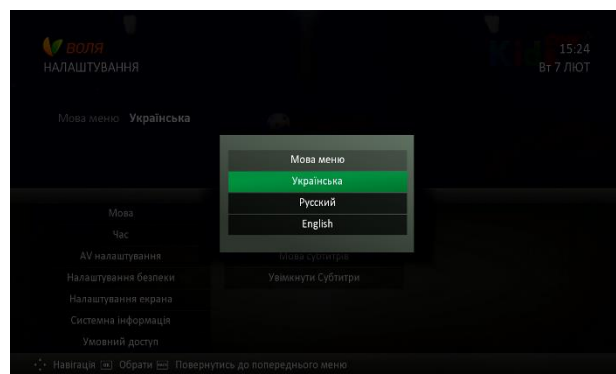 воля
НАЛАШТУВАННЯ
15:24
Вт 7 ЛЮТ
Мова меню Українська
Мова меню
Українська
Русский
English
Мова
Час
AV налаштування
Мова субтитрів
Налаштування безпеки
Увімкнути Субтитри
Налаштування екрана
Системна інформація
Умовний доступ
Навігація OK Обрати Повернутись до попереднього меню